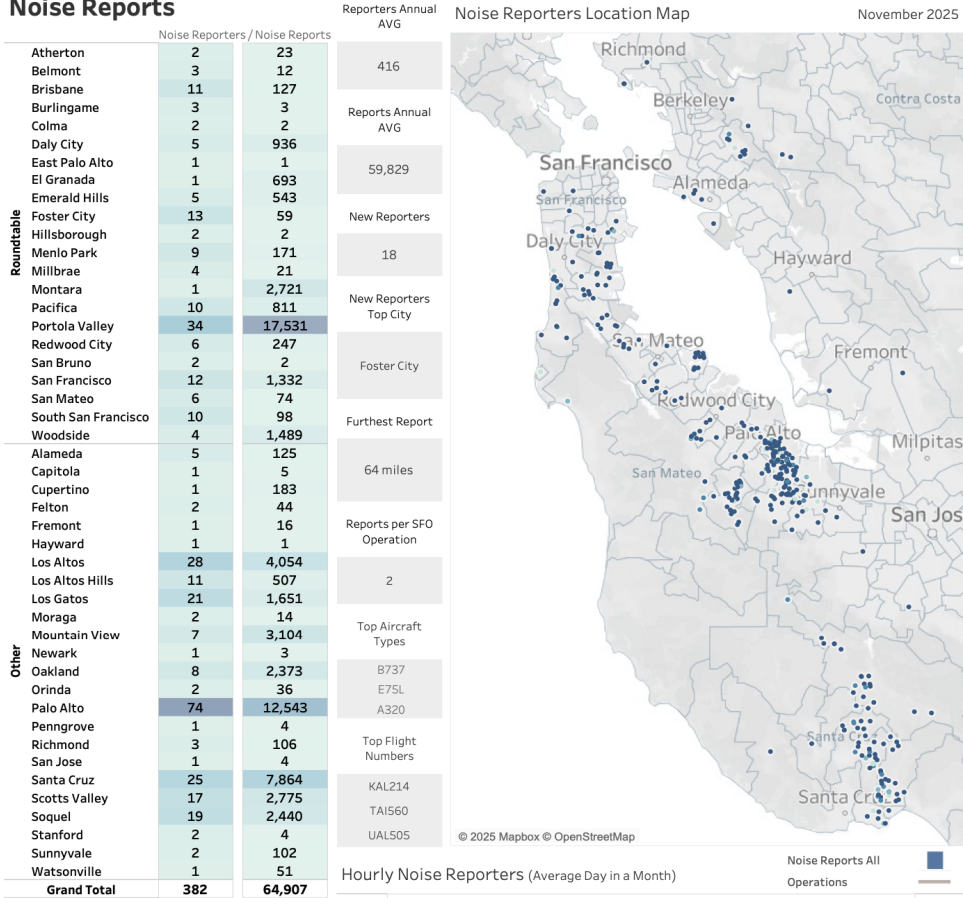 Noise Reports
Noise Reporters / Noise Reports
Roundtable
Atherton 2 23
Belmont 3 12
Brisbane 11 127
Burlingame 3 3
Colma 2 2
Daly City 5 936
East Palo Alto 1 1
El Granada 1 693
Emerald Hills 5 543
Foster City 13 59
Hillsborough 2 2
Menlo Park 9 171
Millbrae 4 21
Montara 1 2,721
Pacifica 10 811
Portola Valley 34 17,531
Redwood City 6 247
San Bruno 2 2
San Francisco 12 1,332
San Mateo 6 74
South San Francisco 10 98
Woodside 4 1,489
Other
Alameda 5 125
Capitola 1 5
Cupertino 1 183
Felton 2 44
Fremont 1 16
Hayward 1 1
Los Altos 28 4,054
Los Altos Hills 11 507
Los Gatos 21 1,651
Moraga 2 14
Mountain View 7 3,104
Newark 1 3
Oakland 8 2,373
Orinda 2 36
Palo Alto 74 12,543
Penngrove 1 4
Richmond 3 106
San Jose 1 4
Santa Cruz 25 7,864
Scotts Valley 17 2,775
Soquel 19 2,440
Stanford 2 4
Sunnyvale 2 102
Watsonville 1 51
Grand Total 382 64,907
Reporters Annual
AVG
416
Reports Annual
AVG
59,829
New Reporters
18
New Reporters
Top City
Foster City
Furthest Report
64 miles
Reports per SFO
Operation
2
Top Aircraft
Types
B737
E75L
A320
Top Flight
Numbers
KAL214
TAI560
UAL505
Noise Reporters Location Map
November 2025
Richmond
Berkeley
Contra Costa
San Francisco
Alameda
San Francisco
Daly City
Hayward
San Mateo
Fremont
Redwood City
Palo Alto
Milpitas
San Mateo
unnyvale
San Jos
Santa C
Santa Cruz
© 2025 Mapbox © OpenStreetMap
Hourly Noise Reporters (Average Day in a Month)
Noise Reports All
Operations